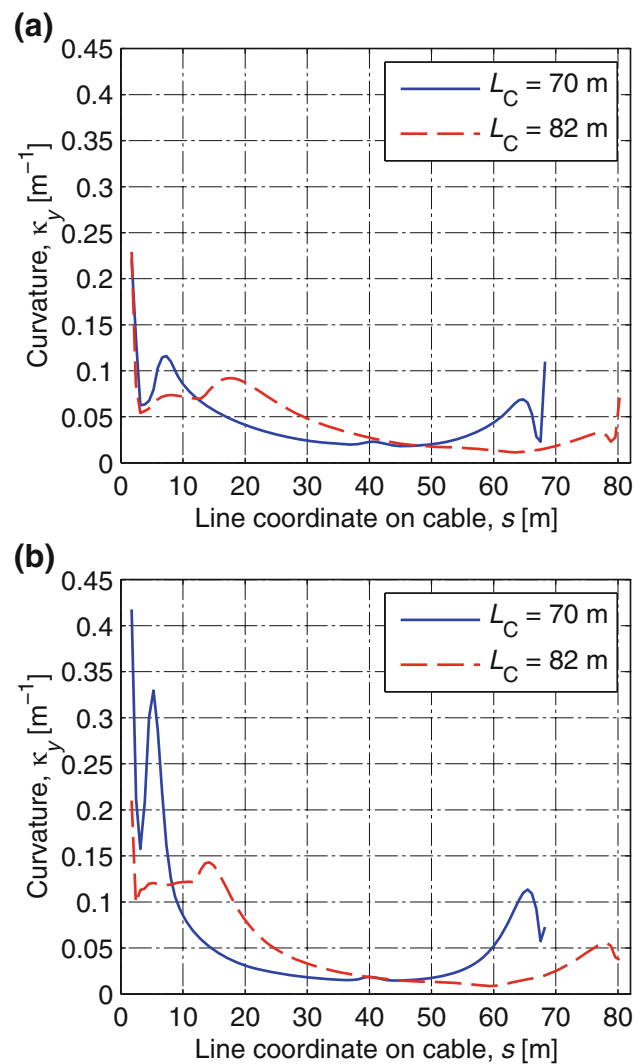 (a)
0.45
0.4
0.35
0.3
0.25
0.2
0.15
0.1
0.05
0
Curvature, κy [m−1]
LC = 70 m
LC = 82 m
0 10 20 30 40 50 60 70 80
Line coordinate on cable, s [m]
(b)
0.45
0.4
0.35
0.3
0.25
0.2
0.15
0.1
0.05
0
Curvature, κy [m−1]
LC = 70 m
LC = 82 m
0 10 20 30 40 50 60 70 80
Line coordinate on cable, s [m]